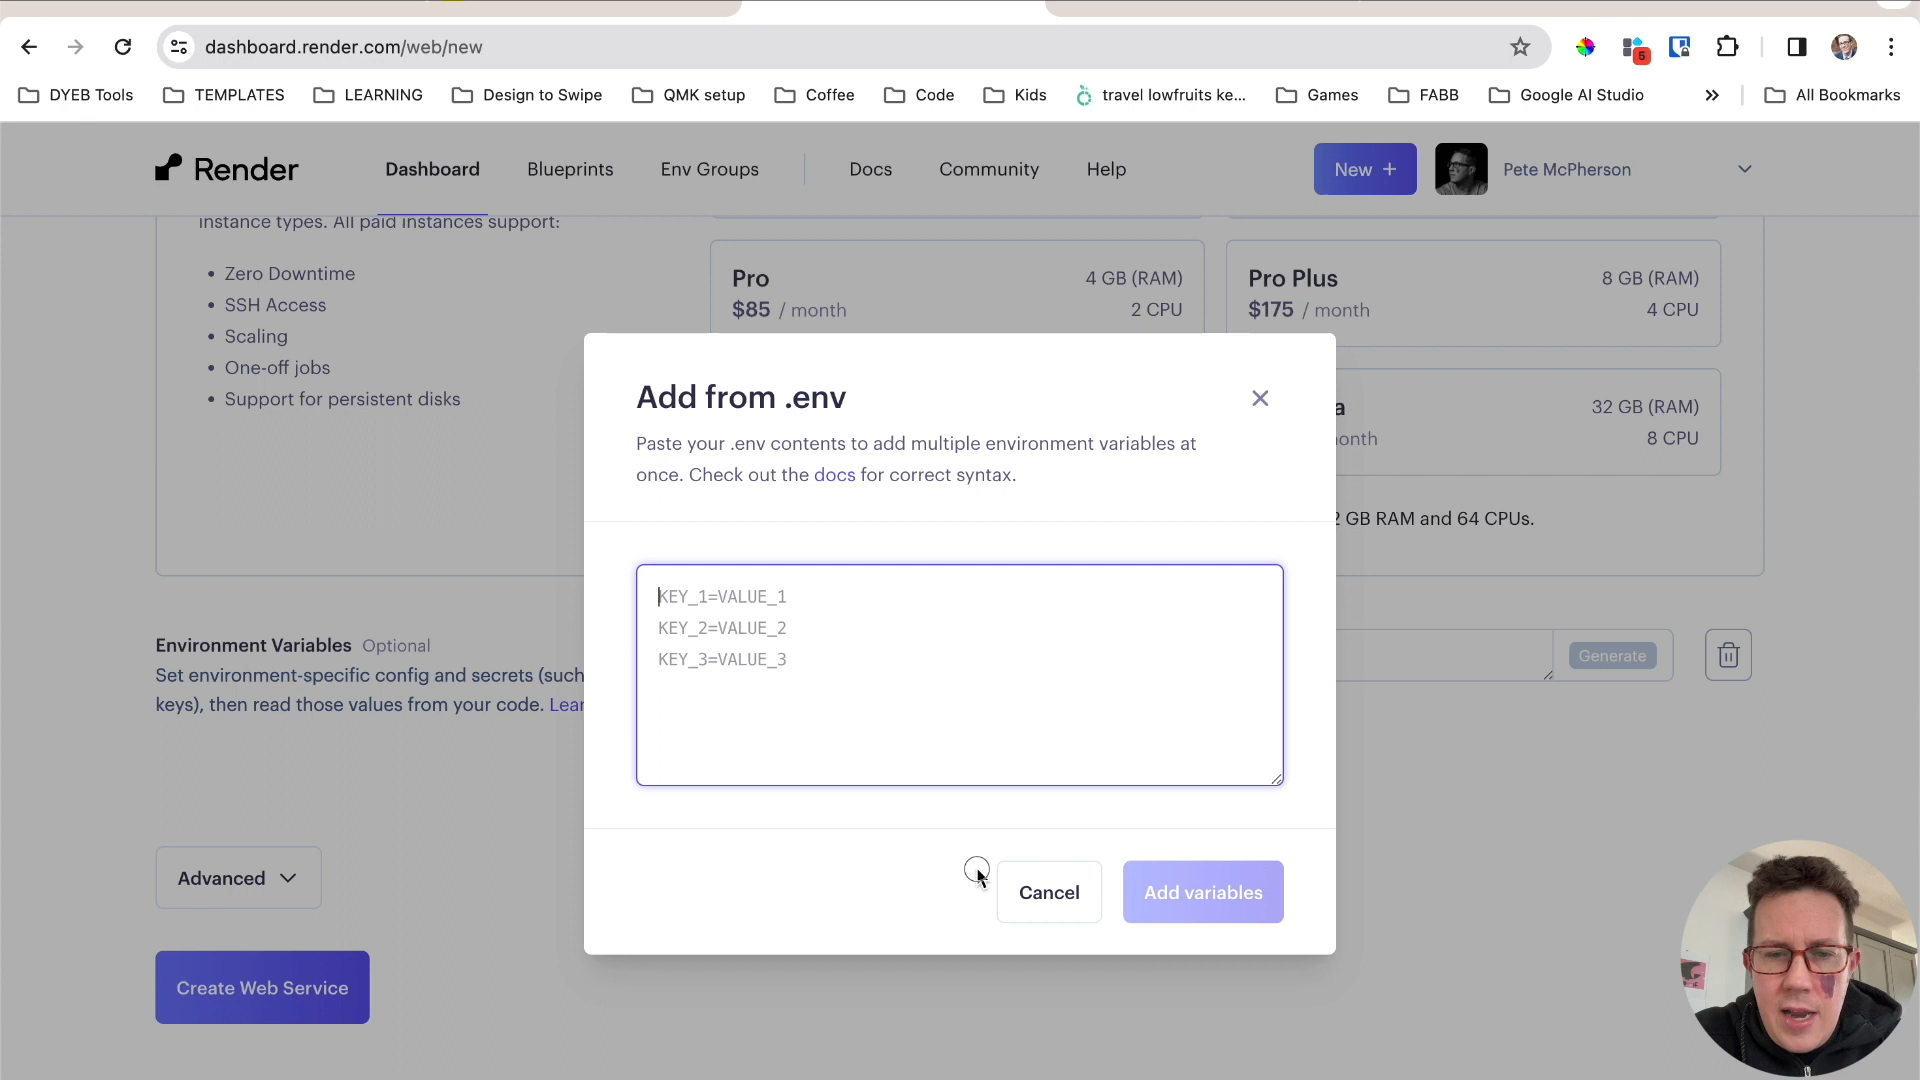 dashboard.render.com/web/new
5
DYEB Tools
TEMPLATES
LEARNING
Design to Swipe
QMK setup
Coffee
Code
Kids
travel lowfruits ke...
Games
FABB
Google AI Studio
All Bookmarks
Render
Dashboard
Blueprints
Env Groups
Docs
Community
Help
New +
Pete McPherson
instance types. All paid instances support:
• Zero Downtime
• SSH Access
• Scaling
• One-off jobs
• Support for persistent disks
Pro
4 GB (RAM)
$85 / month
2 CPU
Pro Plus
8 GB (RAM)
$175 / month
4 CPU
a
32 GB (RAM)
onth
8 CPU
2 GB RAM and 64 CPUs.
Add from .env
Paste your .env contents to add multiple environment variables at
once. Check out the docs for correct syntax.
KEY_1=VALUE_1
KEY_2=VALUE_2
KEY_3=VALUE_3
Cancel
Add variables
Environment Variables Optional
Set environment-specific config and secrets (such
keys), then read those values from your code. Lear
Generate
Advanced
Create Web Service